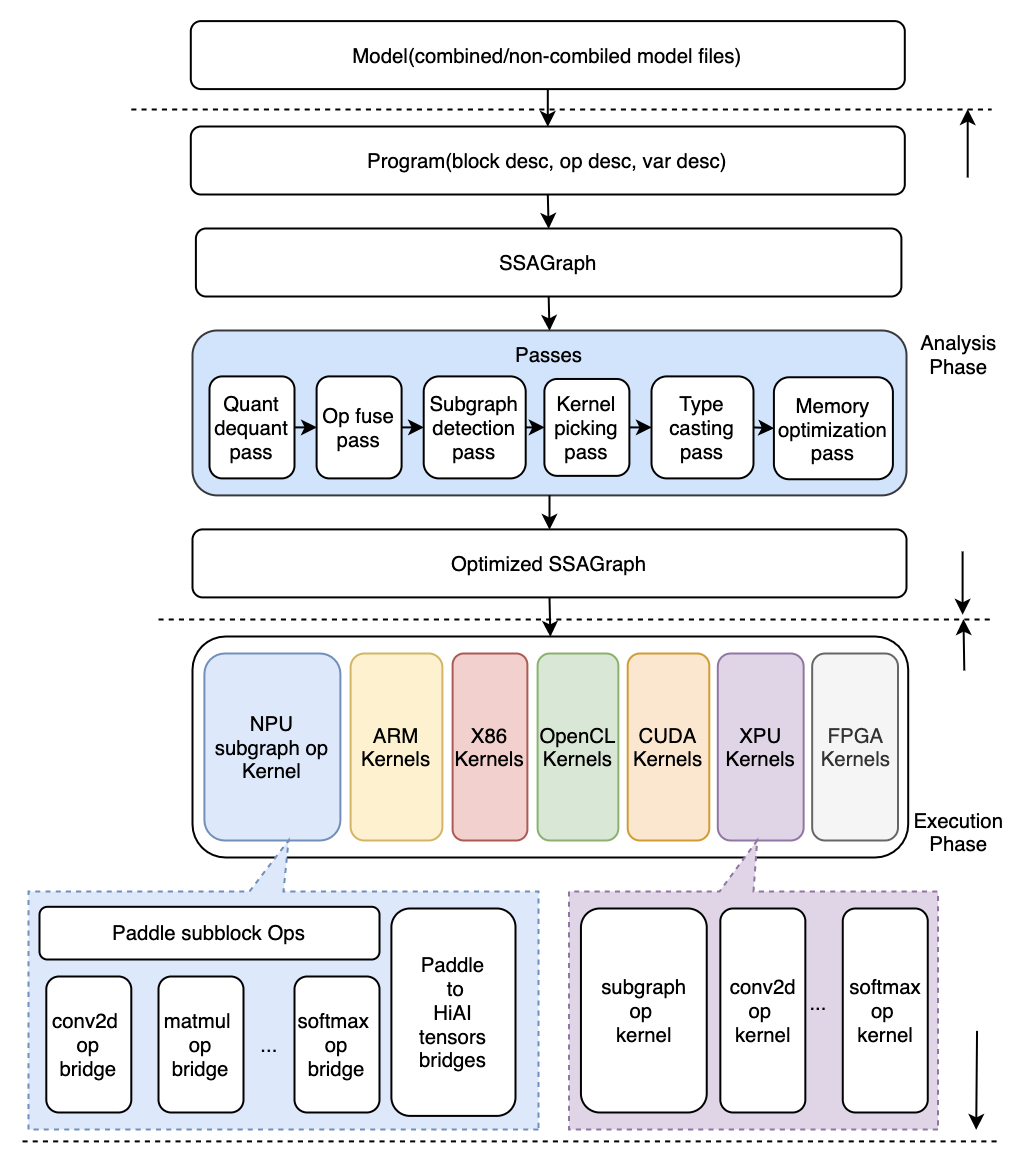 Model(combined/non-combiled model files)
Program(block desc, op desc, var desc)
SSAGraph
Analysis
Phase
Passes
Quant
dequant
pass
Op fuse
pass
Subgraph
detection
pass
Kernel
picking
pass
Type
casting
pass
Memory
optimization
pass
Optimized SSAGraph
NPU
subgraph op
Kernel
ARM
Kernels
X86
Kernels
OpenCL
Kernels
CUDA
Kernels
XPU
Kernels
FPGA
Kernels
Execution
Phase
Paddle subblock Ops
conv2d
op
bridge
matmul
op
bridge
...
softmax
op
bridge
Paddle
to
HiAI
tensors
bridges
subgraph
op
kernel
conv2d
op
kernel
...
softmax
op
kernel